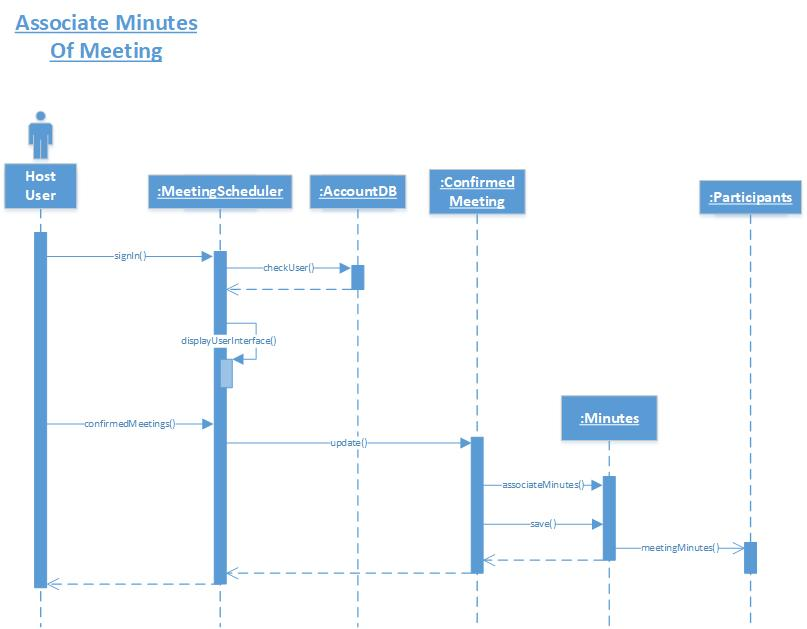 Associate Minutes
Of Meeting
Host
User
:MeetingScheduler
:AccountDB
:Confirmed
Meeting
:Participants
signIn()
checkUser()
displayUserInterface()
:Minutes
confirmedMeetings()
update()
associateMinutes()
save()
meetingMinutes()